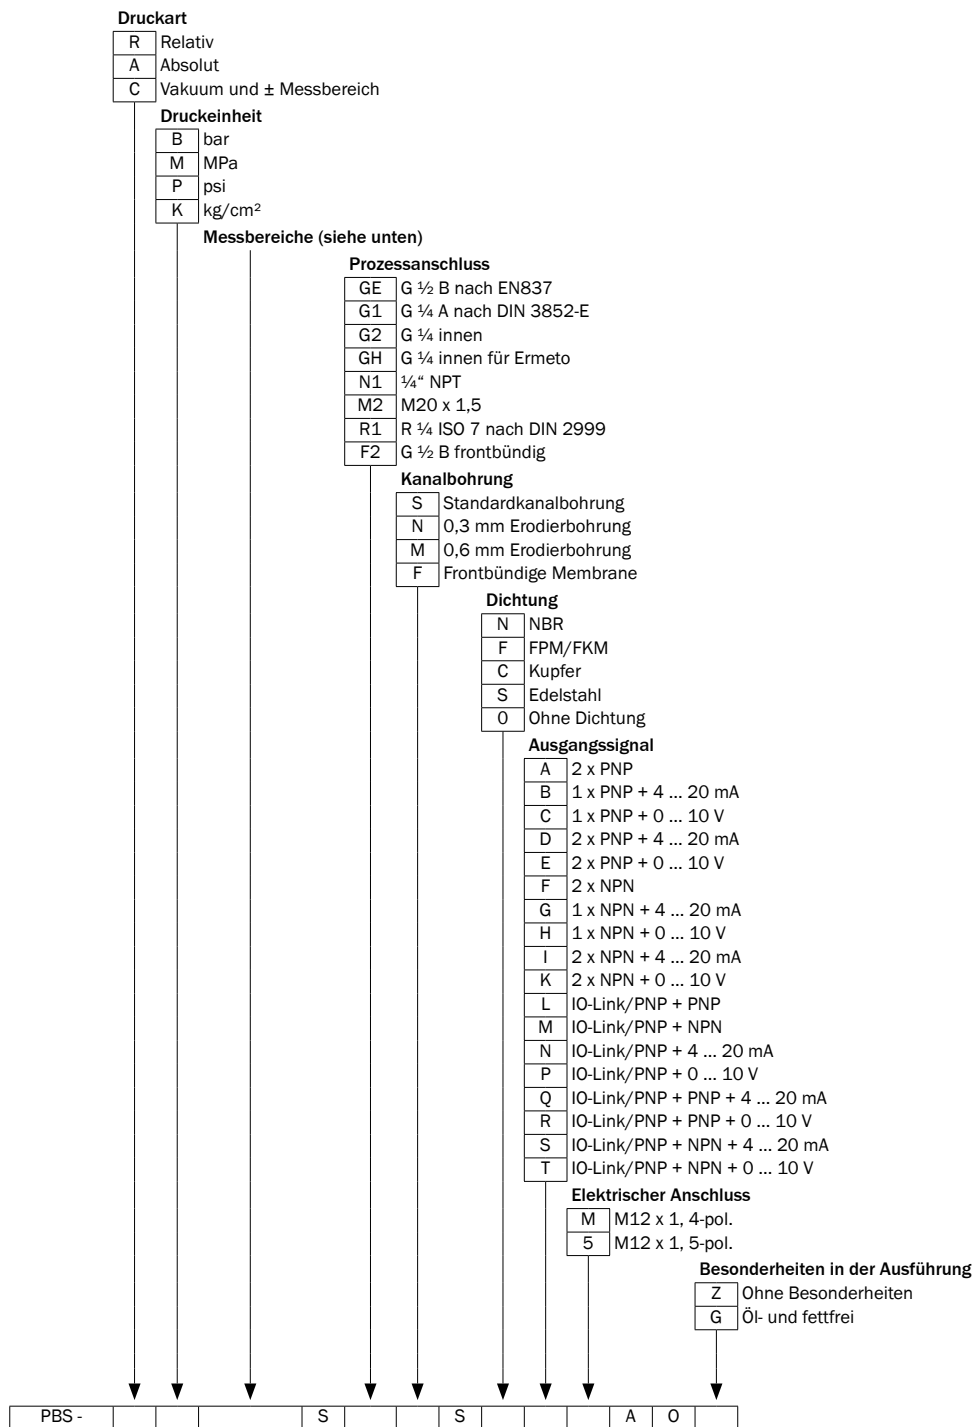 Druckart
R Relativ
A Absolut
C Vakuum und ± Messbereich
Druckeinheit
B bar
M MPa
P psi
K kg/cm²
Messbereiche (siehe unten)
Prozessanschluss
GE G ½ B nach EN837
G1 G ¼ A nach DIN 3852-E
G2 G ¼ innen
GH G ¼ innen für Ermeto
N1 ¼“ NPT
M2 M20 x 1,5
R1 R ¼ ISO 7 nach DIN 2999
F2 G ½ B frontbündig
Kanalbohrung
S Standardkanalbohrung
N 0,3 mm Erodierbohrung
M 0,6 mm Erodierbohrung
F Frontbündige Membrane
Dichtung
N NBR
F FPM/FKM
C Kupfer
S Edelstahl
0 Ohne Dichtung
Ausgangssignal
A 2 x PNP
B 1 x PNP + 4 ... 20 mA
C 1 x PNP + 0 ... 10 V
D 2 x PNP + 4 ... 20 mA
E 2 x PNP + 0 ... 10 V
F 2 x NPN
G 1 x NPN + 4 ... 20 mA
H 1 x NPN + 0 ... 10 V
I 2 x NPN + 4 ... 20 mA
K 2 x NPN + 0 ... 10 V
L IO-Link/PNP + PNP
M IO-Link/PNP + NPN
N IO-Link/PNP + 4 ... 20 mA
P IO-Link/PNP + 0 ... 10 V
Q IO-Link/PNP + PNP + 4 ... 20 mA
R IO-Link/PNP + PNP + 0 ... 10 V
S IO-Link/PNP + NPN + 4 ... 20 mA
T IO-Link/PNP + NPN + 0 ... 10 V
Elektrischer Anschluss
M M12 x 1, 4-pol.
5 M12 x 1, 5-pol.
Besonderheiten in der Ausführung
Z Ohne Besonderheiten
G Öl- und fettfrei
PBS - S S A 0